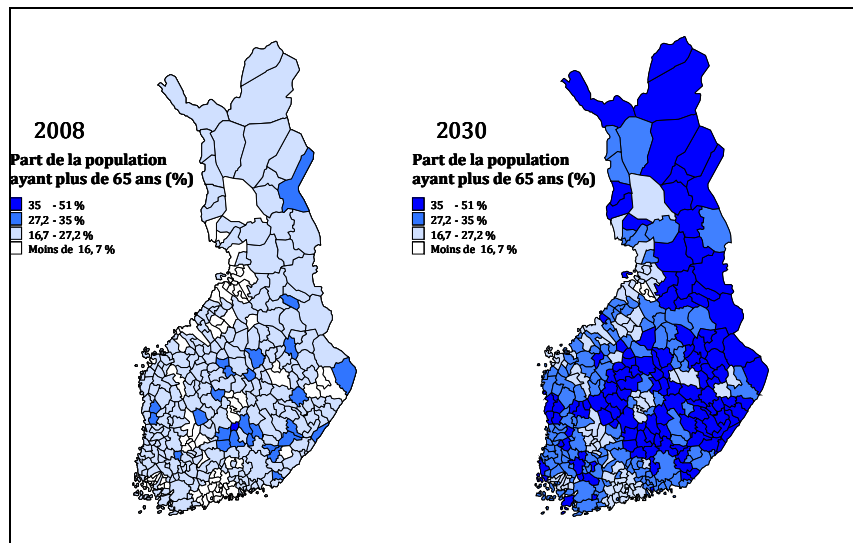 2008
Part de la population
ayant plus de 65 ans (%)
35 - 51 %
27,2 - 35 %
16,7 - 27,2 %
Moins de 16, 7 %
2030
Part de la population
ayant plus de 65 ans (%)
35 - 51 %
27,2 - 35 %
16,7 - 27,2 %
Moins de 16, 7 %